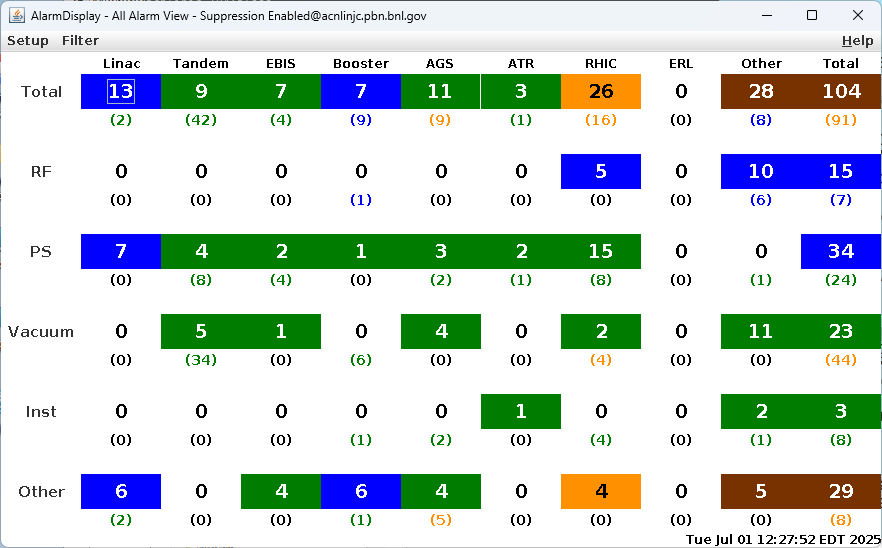 AlarmDisplay - All Alarm View - Suppression Enabled@acnlinjc.pbn.bnl.gov
Setup Filter Help
Linac Tandem EBIS Booster AGS ATR RHIC ERL Other Total
Total 13 9 7 7 11 3 26 0 28 104
(2) (42) (4) (9) (9) (1) (16) (0) (8) (91)
RF 0 0 0 0 0 0 5 0 10 15
(0) (0) (0) (1) (0) (0) (0) (0) (6) (7)
PS 7 4 2 1 3 2 15 0 0 34
(0) (8) (4) (0) (2) (1) (8) (0) (1) (24)
Vacuum 0 5 1 0 4 0 2 0 11 23
(0) (34) (0) (6) (0) (0) (4) (0) (0) (44)
Inst 0 0 0 0 0 1 0 0 2 3
(0) (0) (0) (1) (2) (0) (4) (0) (1) (8)
Other 6 0 4 6 4 0 4 0 5 29
(2) (0) (0) (1) (5) (0) (0) (0) (0) (8)
Tue Jul 01 12:27:52 EDT 2025